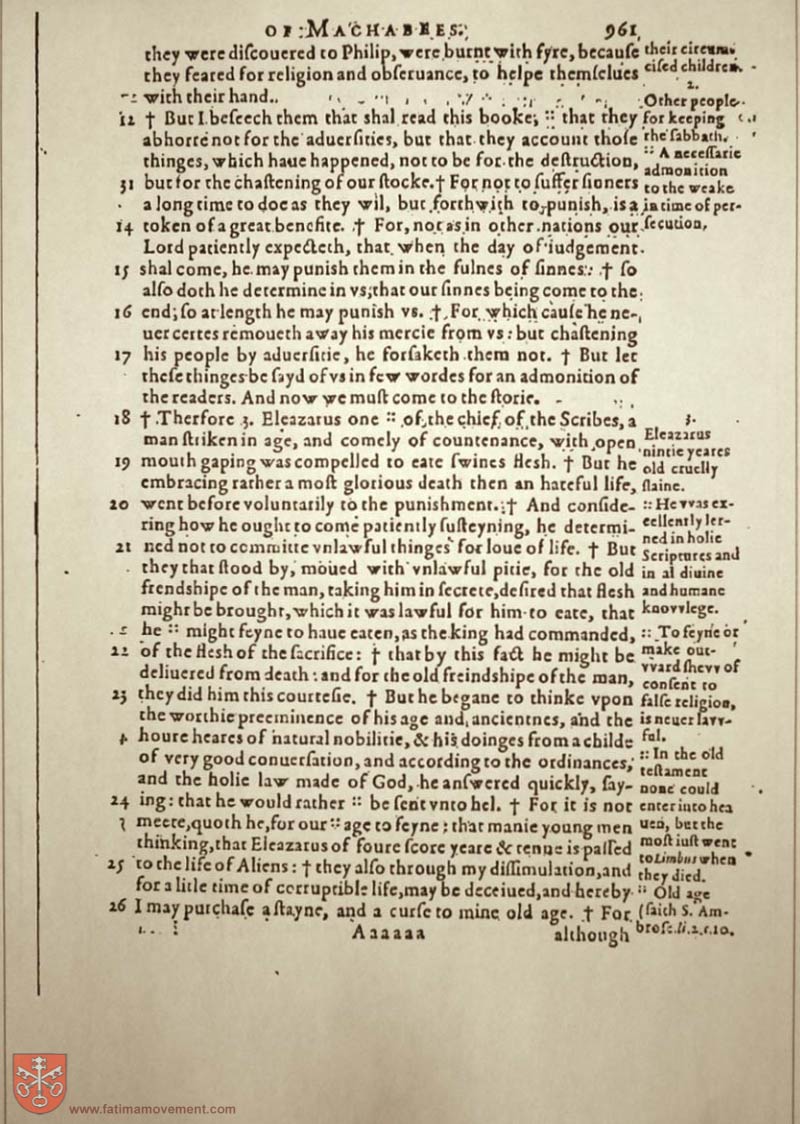 OF MACHABEES. 961
they were diſcouered to Philip, were burnt with fyre, becauſe
they feared for religion and obſeruance, to helpe themſelues
with their hand.
12 † But I beſeech them that shal read this booke, :: that they
abhorre not for the aduerſities, but that they account thoſe
thinges, which haue happened, not to be for the deſtruction,
31 but for the chaſtening of our ſtocke. † For not to ſuffer ſinners
a long time to doe as they wil, but forthwith to punish, is a
14 token of a great benefite. † For, not as in other nations our
Lord patiently expecteth, that when the day of iudgement
15 shal come, he may punish them in the fulnes of ſinnes: † ſo
alſo doth he determine in vs, that our ſinnes being come to the
16 end, ſo at length he may punish vs. † For which cauſe he ne-
uer certes remoueth away his mercie from vs: but chaſtening
17 his people by aduerſitie, he forſaketh them not. † But let
theſe thinges be ſayd of vs in few wordes for an admonition of
the readers. And now we muſt come to the ſtorie.
18 † Therfore 3. Eleazarus one :: of the chief of the Scribes, a
man ſtriken in age, and comely of countenance, with open
19 mouth gaping was compelled to eate ſwines flesh. † But he
embracing rather a moſt glorious death then an hateful life,
20 went before voluntarily to the punishment. † And conſide-
ring how he ought to come patiently ſuſteyning, he determi-
21 ned not to committe vnlawful thinges for loue of life. † But
they that ſtood by, moued with vnlawful pitie, for the old
frendshipe of the man, taking him in ſecrete, deſired that flesh
might be brought, which it was lawful for him to eate, that
he :: might feyne to haue eaten, as the king had commanded,
22 of the flesh of the ſacrifice: † that by this fact he might be
deliuered from death: and for the old freindshipe of the man,
23 they did him this courteſie. † But he begane to thinke vpon
the worthie preeminence of his age and ancientnes, and the
houre heares of natural nobilitie, & his doinges from a childe
of very good conuerſation, and according to the ordinances,
and the holie law made of God, he anſwered quickly, ſay-
24 ing: that he would rather :: be ſent vnto hel. † For it is not
meete, quoth he, for our :: age to feyne: that manie young men
thinking, that Eleazarus of foure ſcore yeare & tenne is paſſed
25 to the life of Aliens: † they alſo through my diſſimulation, and
for a litle time of corruptible life, may be deceiued, and hereby
26 I may purchaſe a ſtayne, and a curſe to mine old age. † For
Aaaaaa although
their circum-
ciſed children.
2.
Other people
for keeping
the ſabbath.
:: A neceſſarie
admonition
to the weake
in time of per-
ſecution.
3.
Eleazarus
nintie yeares
old cruelly
ſlaine.
:: He vvas ex-
cellently ler-
ned in holie
Scriptures and
in al diuine
and humane
knovvlege.
:: To feyne or
make out-
vvard shevv of
conſent to
falſe religion,
is neuer lavv-
ful.
:: In the old
teſtament
none could
enter into hea
uen, but the
moſt iuſt went
to Limbus when
they died.
:: Old age
(ſaith S. Am-
broſe. li. 2. c. 10.
www.fatimamovement.com